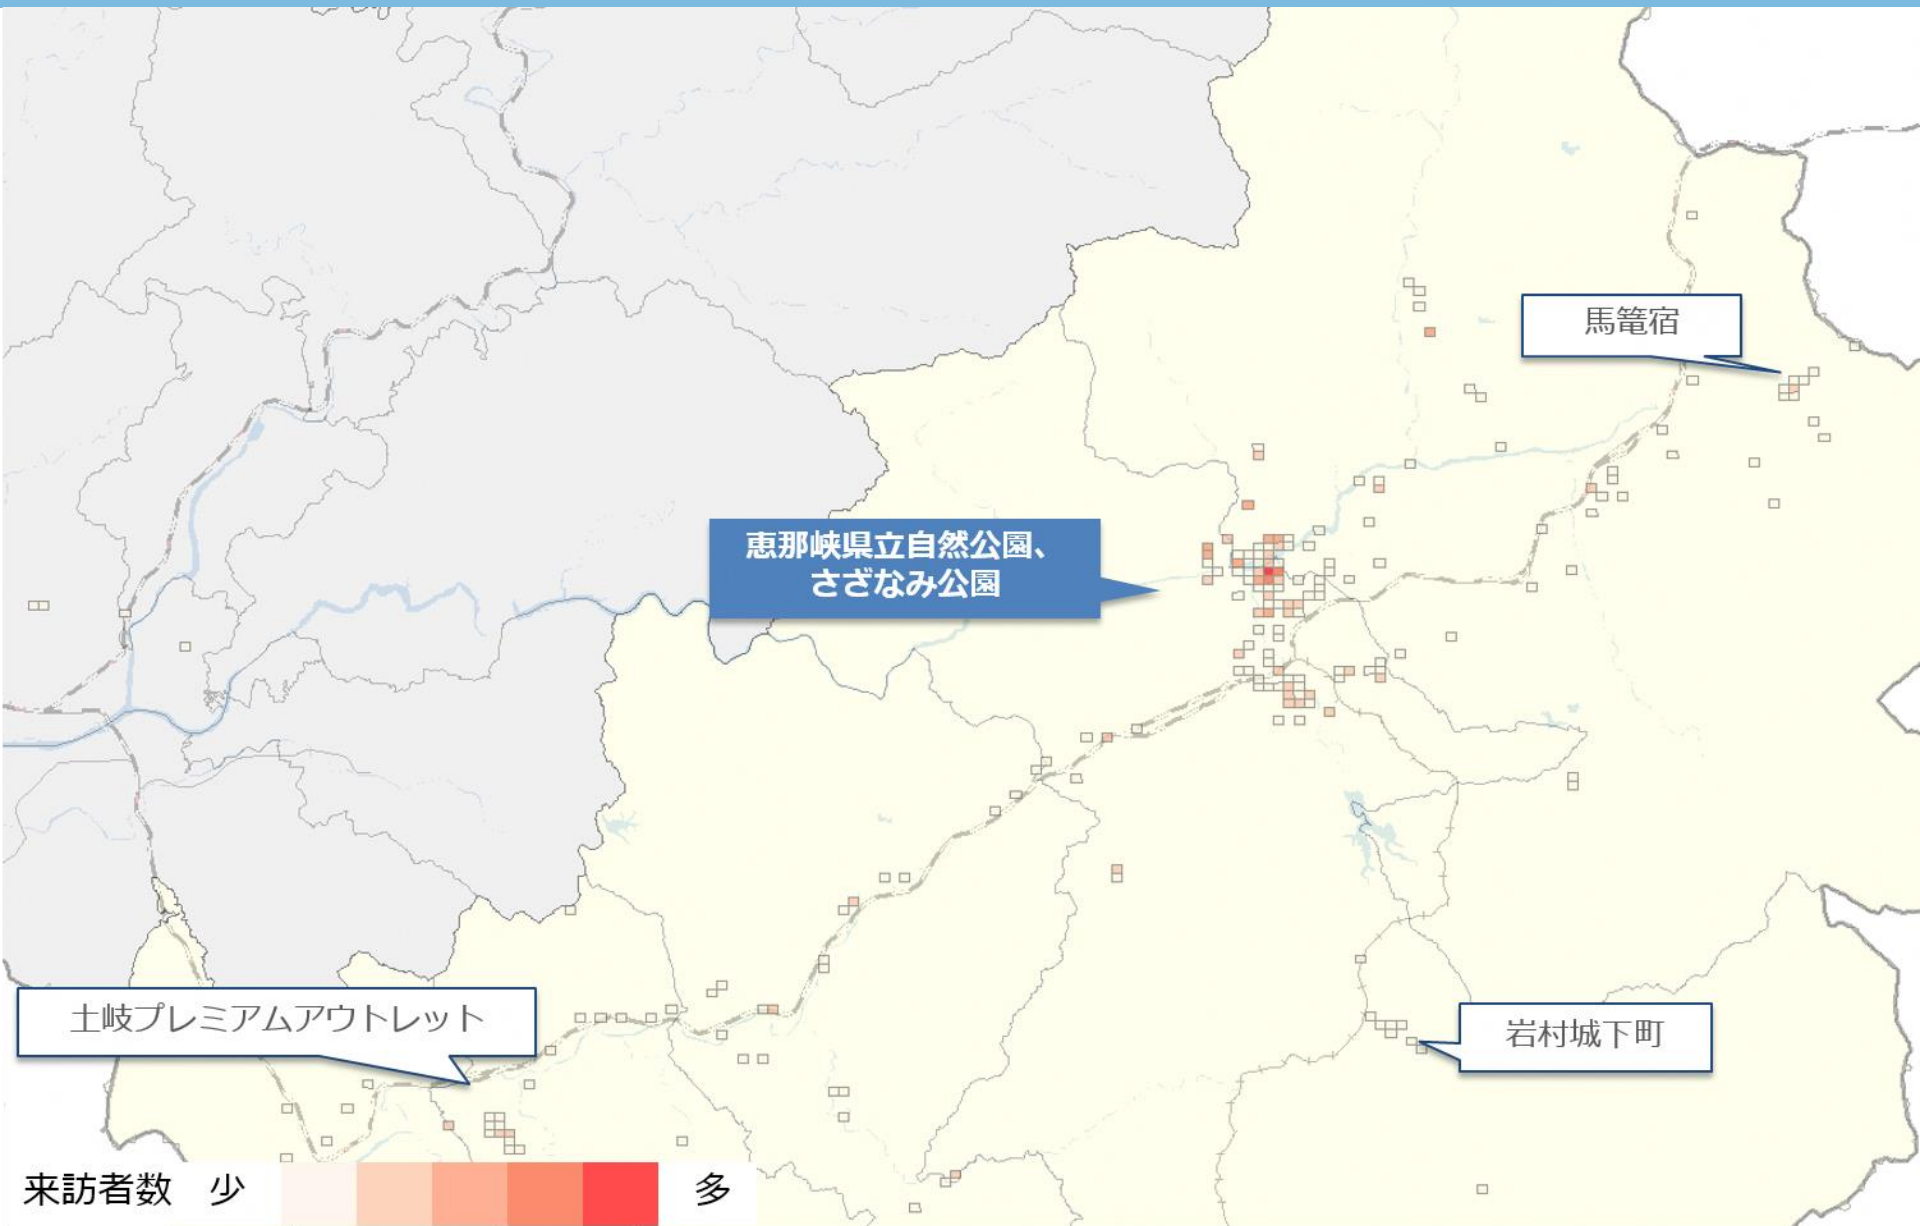 馬篭宿
恵那峡県立自然公園、
さざなみ公園
土岐プレミアムアウトレット
岩村城下町
来訪者数 少 多